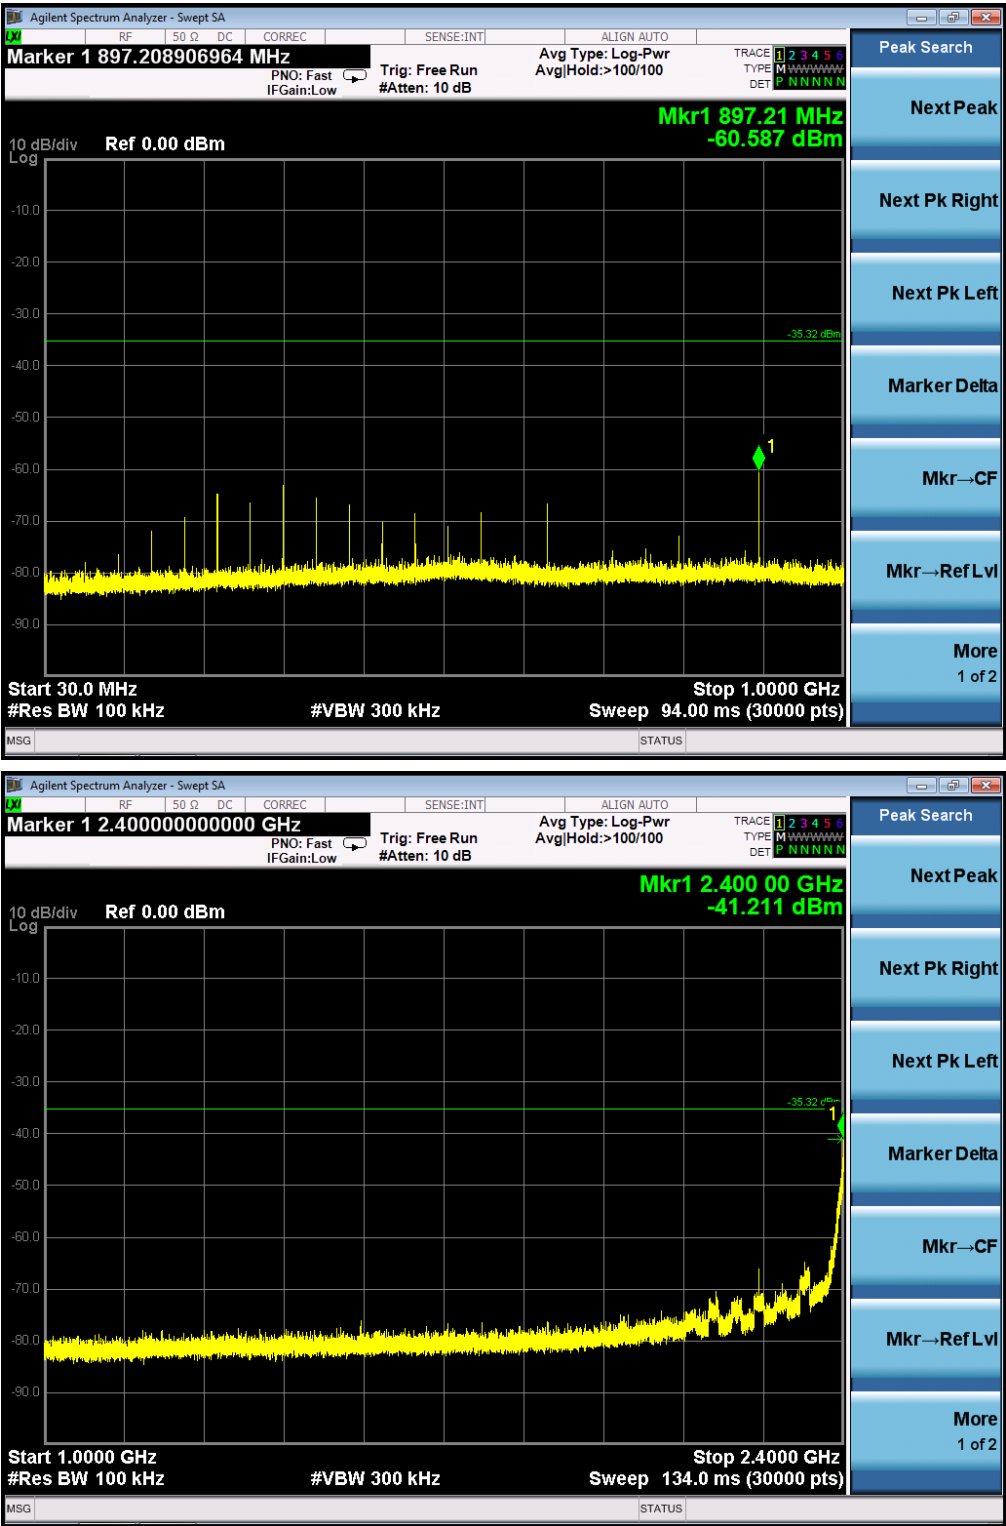 Agilent Spectrum Analyzer - Swept SA
LXI RF 50 Ω DC CORREC SENSE:INT ALIGN AUTO
Marker 1 897.208906964 MHz
PNO: Fast
IFGain:Low
Trig: Free Run
#Atten: 10 dB
Avg Type: Log-Pwr
Avg|Hold:>100/100
TRACE 1 2 3 4 5 6
TYPE M WWWWW
DET P N N N N N
Mkr1 897.21 MHz
-60.587 dBm
10 dB/div Ref 0.00 dBm
Log
-10.0
-20.0
-30.0
-35.32 dBm
-40.0
-50.0
1
-60.0
-70.0
-80.0
-90.0
Start 30.0 MHz Stop 1.0000 GHz
#Res BW 100 kHz #VBW 300 kHz Sweep 94.00 ms (30000 pts)
MSG STATUS
Peak Search
Next Peak
Next Pk Right
Next Pk Left
Marker Delta
Mkr→CF
Mkr→Ref Lvl
More
1 of 2
Agilent Spectrum Analyzer - Swept SA
LXI RF 50 Ω DC CORREC SENSE:INT ALIGN AUTO
Marker 1 2.400000000000 GHz
PNO: Fast
IFGain:Low
Trig: Free Run
#Atten: 10 dB
Avg Type: Log-Pwr
Avg|Hold:>100/100
TRACE 1 2 3 4 5 6
TYPE M WWWWW
DET P N N N N N
Mkr1 2.400 00 GHz
-41.211 dBm
10 dB/div Ref 0.00 dBm
Log
-10.0
-20.0
-30.0
-35.32
1
-40.0
-50.0
-60.0
-70.0
-80.0
-90.0
Start 1.0000 GHz Stop 2.4000 GHz
#Res BW 100 kHz #VBW 300 kHz Sweep 134.0 ms (30000 pts)
MSG STATUS
Peak Search
Next Peak
Next Pk Right
Next Pk Left
Marker Delta
Mkr→CF
Mkr→Ref Lvl
More
1 of 2